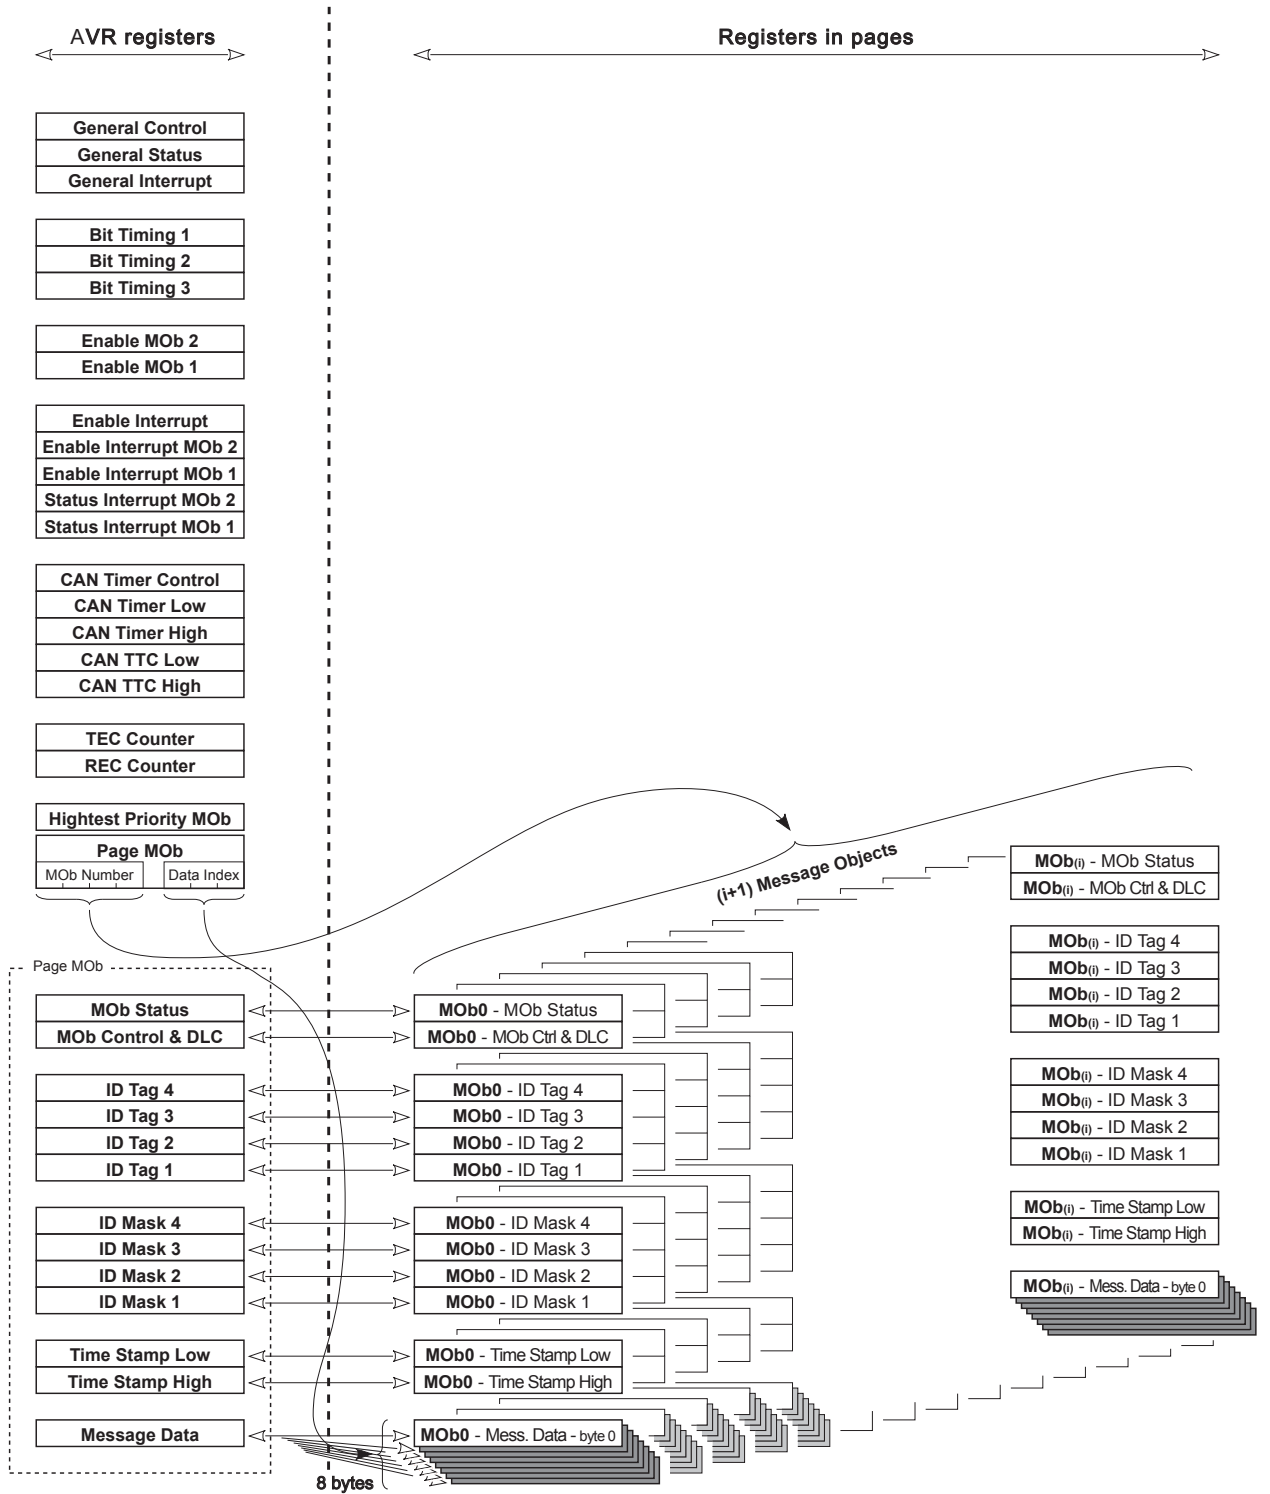 AVR registers
Registers in pages
General Control
General Status
General Interrupt
Bit Timing 1
Bit Timing 2
Bit Timing 3
Enable MOb 2
Enable MOb 1
Enable Interrupt
Enable Interrupt MOb 2
Enable Interrupt MOb 1
Status Interrupt MOb 2
Status Interrupt MOb 1
CAN Timer Control
CAN Timer Low
CAN Timer High
CAN TTC Low
CAN TTC High
TEC Counter
REC Counter
Highest Priority MOb
Page MOb
MOb Number
Data Index
Page MOb
MOb Status
MOb Control & DLC
ID Tag 4
ID Tag 3
ID Tag 2
ID Tag 1
ID Mask 4
ID Mask 3
ID Mask 2
ID Mask 1
Time Stamp Low
Time Stamp High
Message Data
8 bytes
(i+1) Message Objects
MOb0 - MOb Status
MOb0 - MOb Ctrl & DLC
MOb0 - ID Tag 4
MOb0 - ID Tag 3
MOb0 - ID Tag 2
MOb0 - ID Tag 1
MOb0 - ID Mask 4
MOb0 - ID Mask 3
MOb0 - ID Mask 2
MOb0 - ID Mask 1
MOb0 - Time Stamp Low
MOb0 - Time Stamp High
MOb0 - Mess. Data - byte 0
MOb(i) - MOb Status
MOb(i) - MOb Ctrl & DLC
MOb(i) - ID Tag 4
MOb(i) - ID Tag 3
MOb(i) - ID Tag 2
MOb(i) - ID Tag 1
MOb(i) - ID Mask 4
MOb(i) - ID Mask 3
MOb(i) - ID Mask 2
MOb(i) - ID Mask 1
MOb(i) - Time Stamp Low
MOb(i) - Time Stamp High
MOb(i) - Mess. Data - byte 0